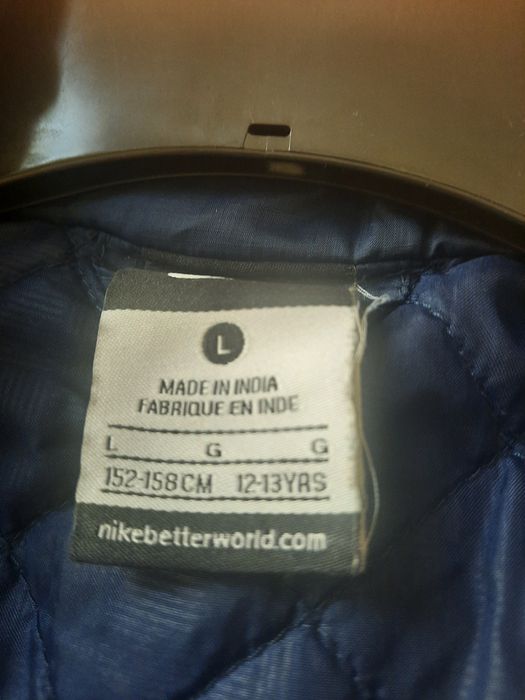 L
MADE IN INDIA
FABRIQUE EN INDE
L G G
152-158CM 12-13YRS
nikebetterworld.com